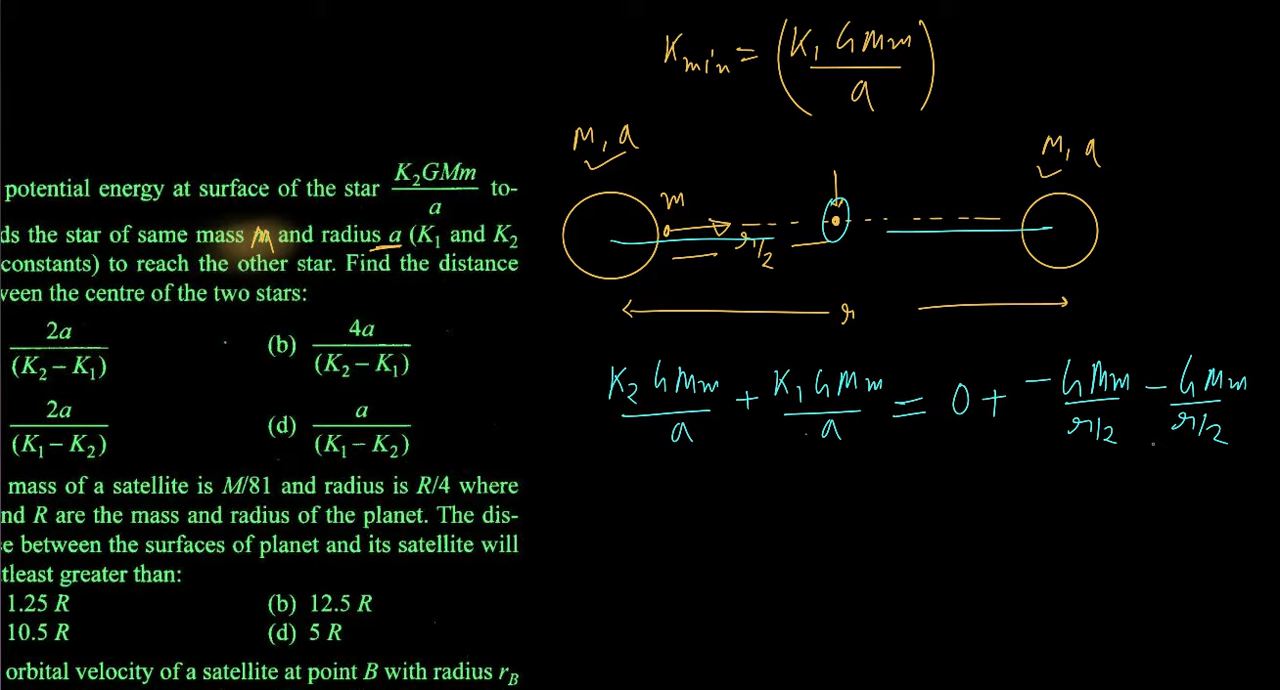 K min = (K₁ GMm / a)
M, a
M, a
m
r/2
r
K₂ GMm / a + K₁ GMm / a = 0 + - GMm / r/2 - GMm / r/2
potential energy at surface of the star K₂GMm / a to-
ds the star of same mass m and radius a (K₁ and K₂
constants) to reach the other star. Find the distance
veen the centre of the two stars:
2a / (K₂ – K₁) (b) 4a / (K₂ – K₁)
2a / (K₁ – K₂) (d) a / (K₁ – K₂)
mass of a satellite is M/81 and radius is R/4 where
nd R are the mass and radius of the planet. The dis-
e between the surfaces of planet and its satellite will
tleast greater than:
1.25 R (b) 12.5 R
10.5 R (d) 5 R
orbital velocity of a satellite at point B with radius r_B